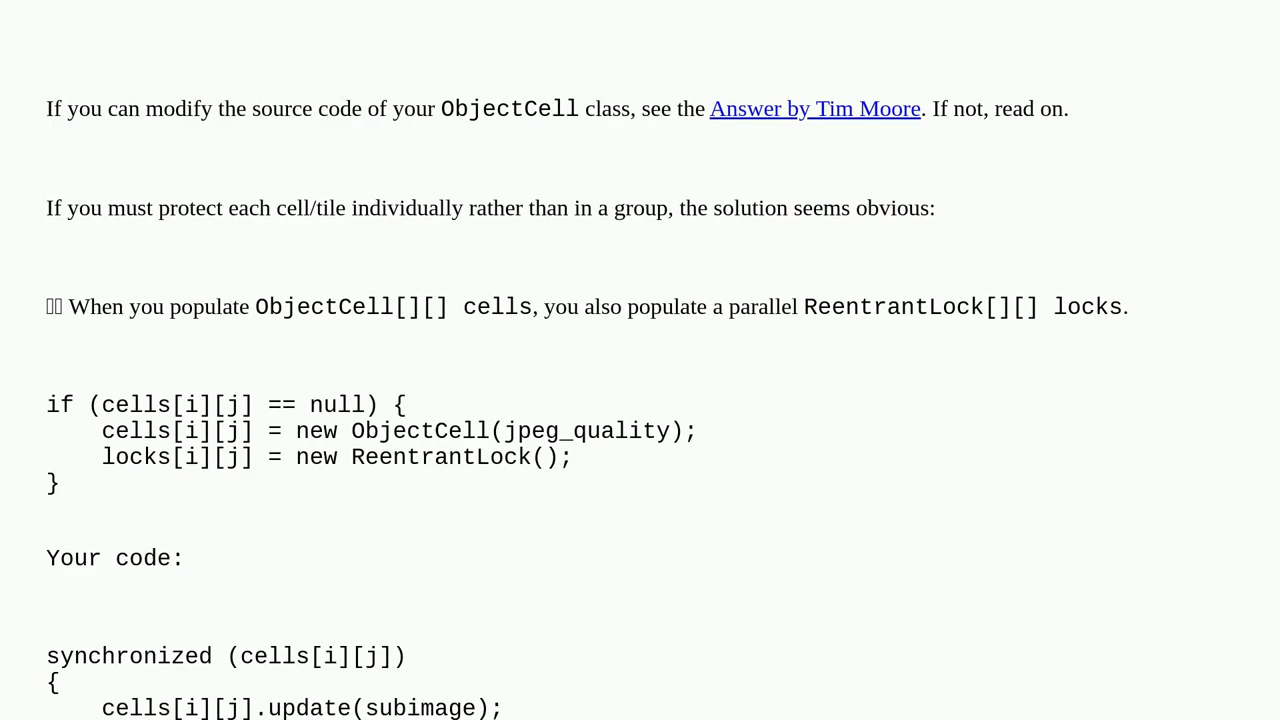 If you can modify the source code of your ObjectCell class, see the Answer by Tim Moore. If not, read on.
If you must protect each cell/tile individually rather than in a group, the solution seems obvious:
When you populate ObjectCell[][] cells, you also populate a parallel ReentrantLock[][] locks.
if (cells[i][j] == null) {
    cells[i][j] = new ObjectCell(jpeg_quality);
    locks[i][j] = new ReentrantLock();
}
Your code:
synchronized (cells[i][j])
{
    cells[i][j].update(subimage);